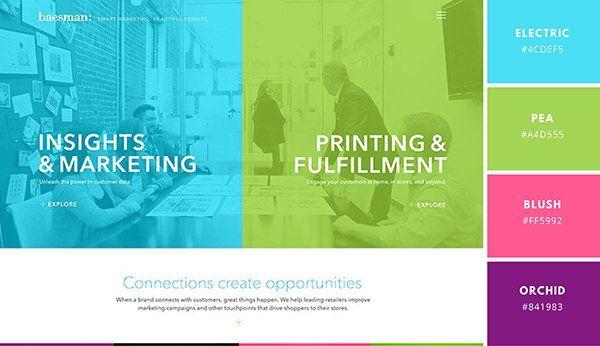 baesman: SMART MARKETING. BEAUTIFUL RESULTS.
INSIGHTS
& MARKETING
Unleash the power in customer data.
EXPLORE
PRINTING &
FULFILLMENT
Engage your customers at home, in stores, and beyond.
EXPLORE
Connections create opportunities
When a brand connects with customers, great things happen. We help leading retailers improve
marketing campaigns and other touchpoints that drive shoppers to their stores.
ELECTRIC
#4CDEF5
PEA
#A4D555
BLUSH
#FF5992
ORCHID
#841983